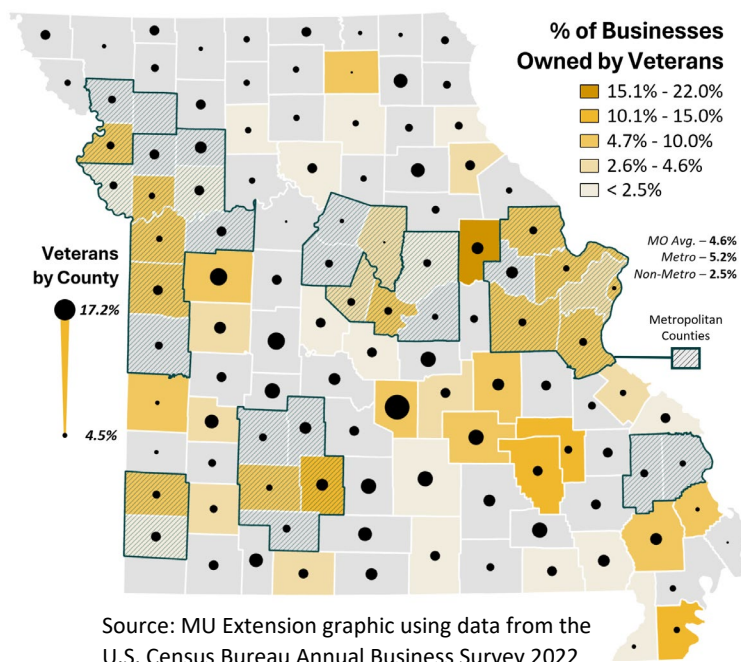 % of Businesses
Owned by Veterans
15.1% - 22.0%
10.1% - 15.0%
4.7% - 10.0%
2.6% - 4.6%
< 2.5%
MO Avg. – 4.6%
Metro – 5.2%
Non-Metro – 2.5%
Veterans
by County
17.2%
4.5%
Metropolitan
Counties
Source: MU Extension graphic using data from the
U.S. Census Bureau Annual Business Survey 2022